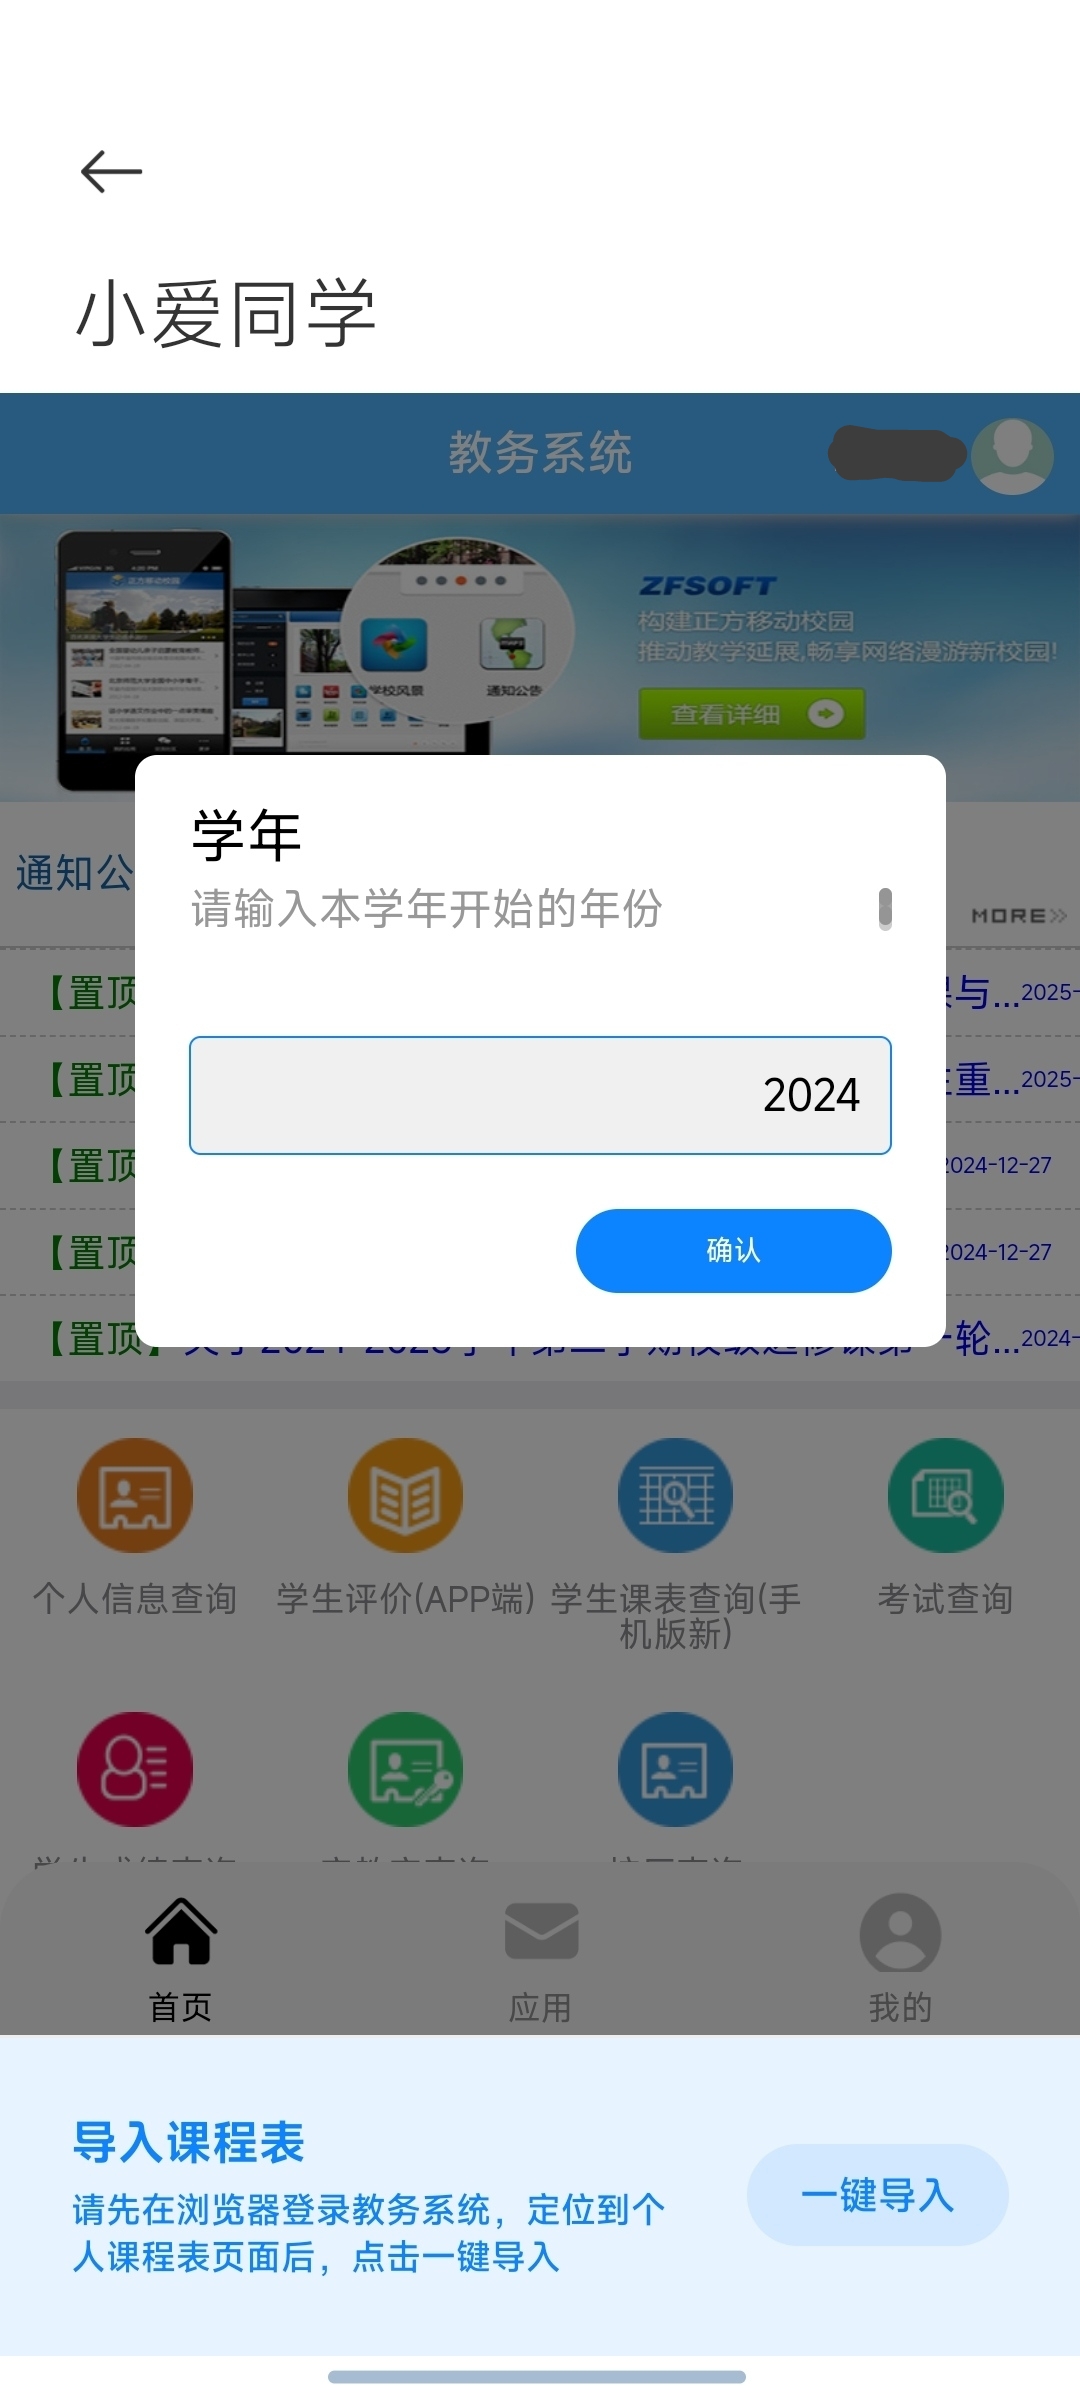 小爱同学
教务系统
正方移动校园
学校风景
通知公告
ZFSOFT
构建正方移动校园
推动教学延展,畅享网络漫游新校园!
查看详细
学年
请输入本学年开始的年份
2024
确认
通知公
MORE
【置顶
与...2025-
【置顶
重...2025-
【置顶
2024-12-27
【置顶
2024-12-27
【置顶】
轮...2024-
个人信息查询
学生评价(APP端)
学生课表查询(手
机版新)
考试查询
首页
应用
我的
导入课程表
请先在浏览器登录教务系统，定位到个
人课程表页面后，点击一键导入
一键导入